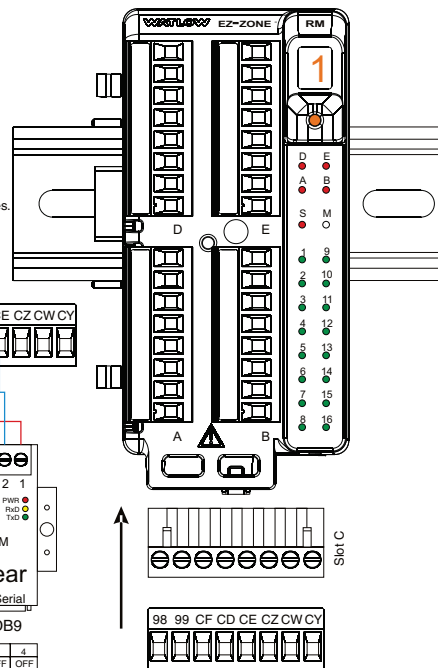 WATLOW EZ-ZONE RM
1
D E
A B
S M
1 9
2 10
3 11
4 12
5 13
6 14
7 15
8 16
D E
A B
CZ CW CY
2 1
PWR
RxD
TxD
M
Serial
DB9
4
OFF
Slot C
98 99 CF CD CE CZ CW CY